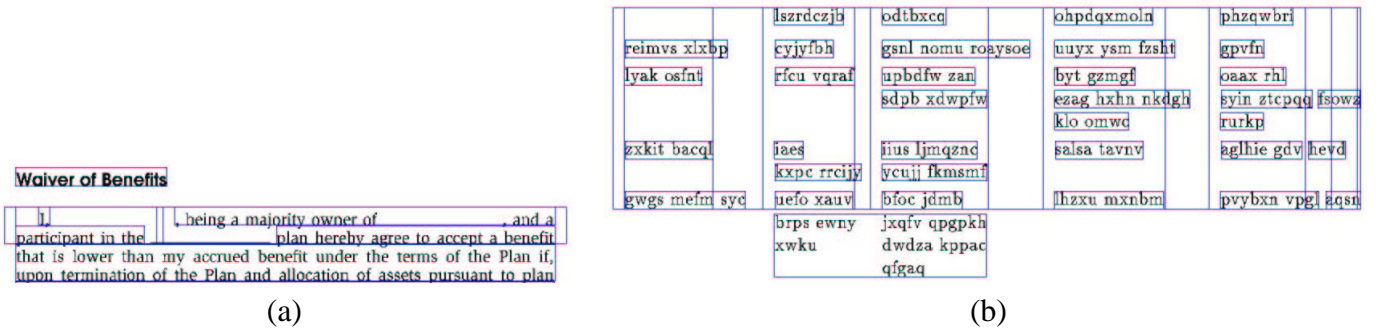 Waiver of Benefits
I, , being a majority owner of , and a
participant in the plan hereby agree to accept a benefit
that is lower than my accrued benefit under the terms of the Plan if,
upon termination of the Plan and allocation of assets pursuant to plan
(a)
lszrdczjb odtbxcq ohpdqxmoln phzqwbri
reimvs xlxbp cyjyfbh gsnl nomu roaysoe uuyx ysm fzsht gpvfn
lyak osfnt rfcu vqraf upbdfw zan byt gzmgf oaax rhl
sdpb xdwpfw ezag hxhn nkdgh syin ztcpqq fsowz
klo omwc rurkp
zxkit bacql iaes iius ljmqznc salsa tavnv aglhie gdv hevd
kxpc rrcijy ycujj fkmsmf
gwgs mefm syc uefo xauv bfoc jdmb lhzxu mxnbm pvybxn vpgl zqsn
brps ewny jxqfv qpgpkh
xwku dwdza kppac
qfgaq
(b)